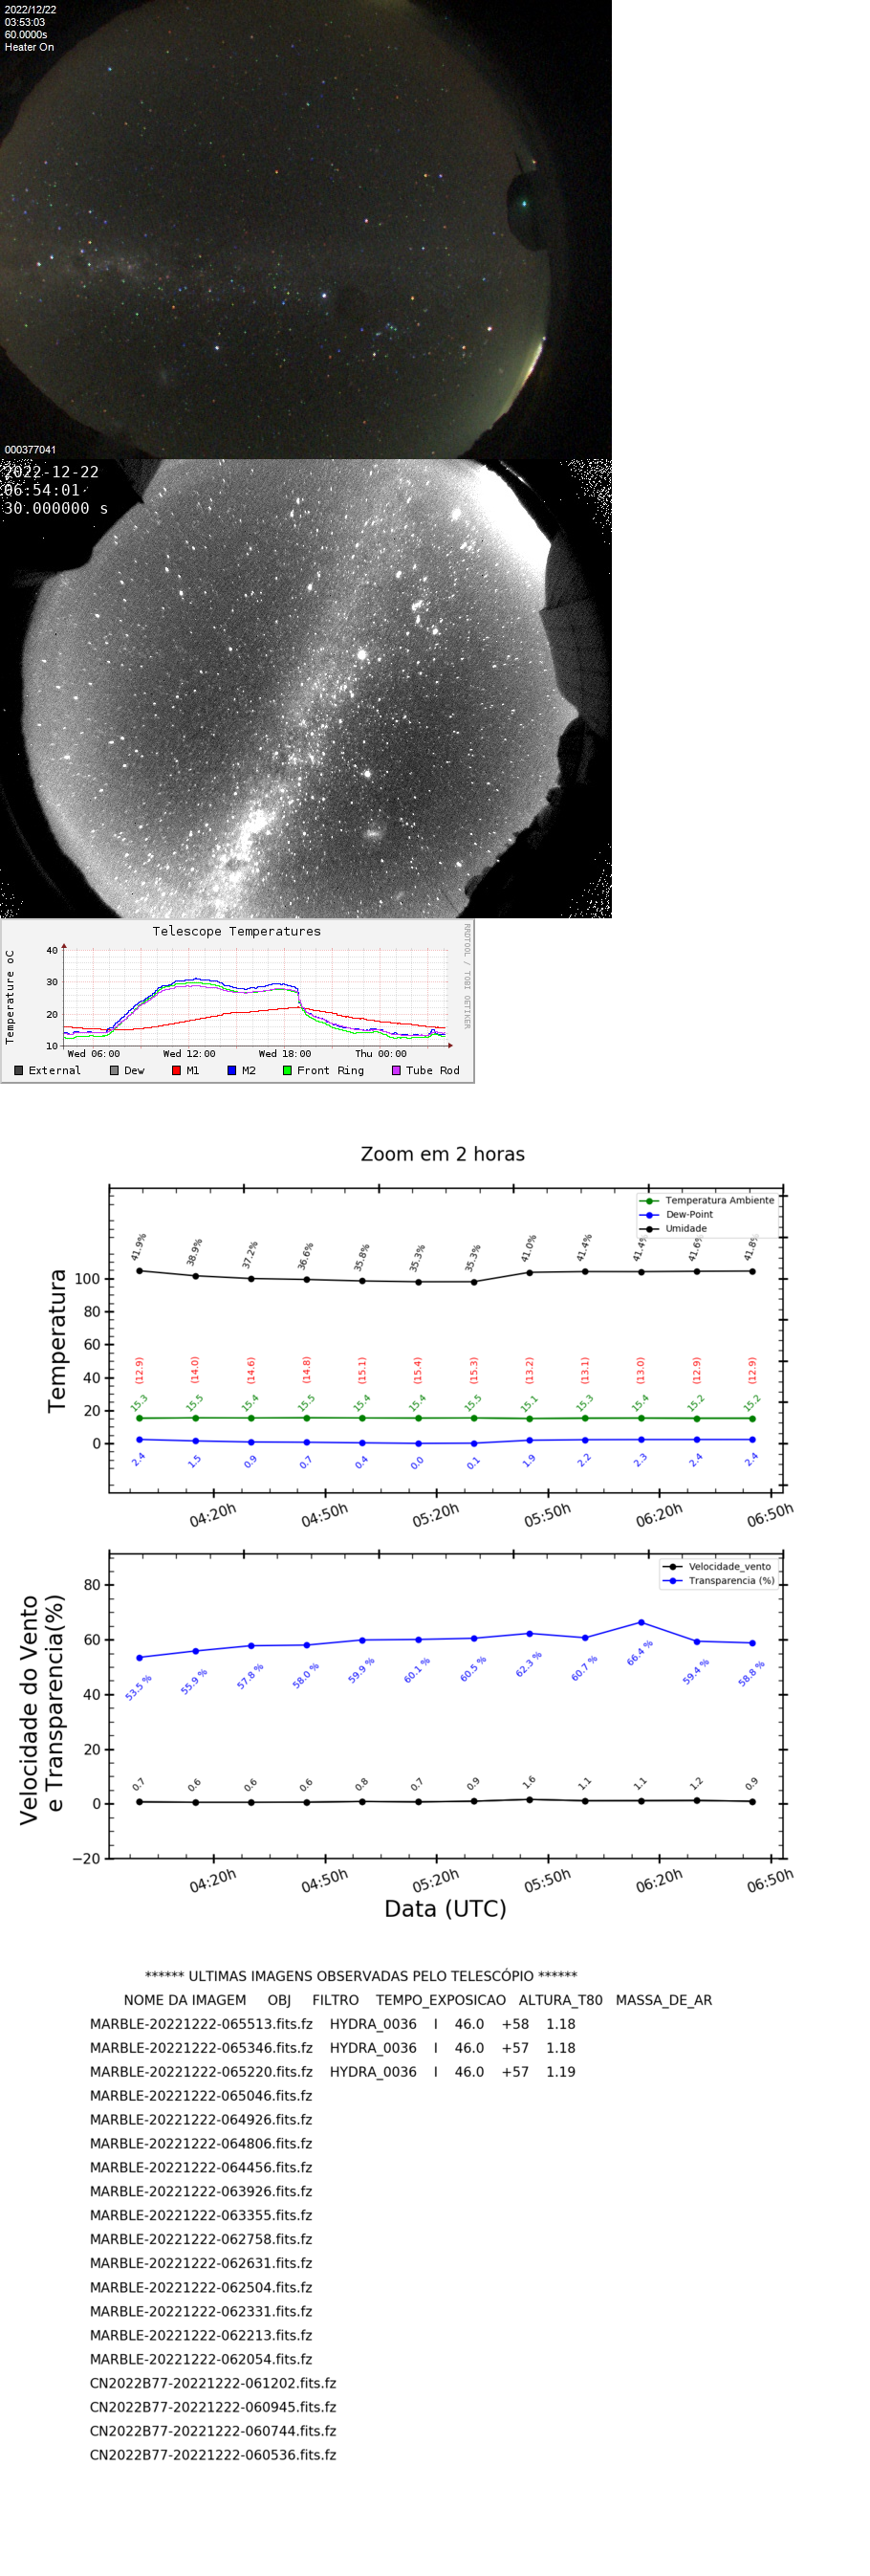 2022/12/22
03:53:03
60.0000s
Heater On
000377041
2022-12-22
06:54:01
30.000000 s
Telescope Temperatures
RRDTOOL / TOBI OETIKER
Temperature oC
40
30
20
10
Wed 06:00 Wed 12:00 Wed 18:00 Thu 00:00
External Dew M1 M2 Front Ring Tube Rod
Zoom em 2 horas
Temperatura Ambiente
Dew-Point
Umidade
Temperatura
100
80
60
40
20
0
41.9% 38.9% 37.2% 36.6% 35.8% 35.3% 35.3% 41.0% 41.4% 41.4% 41.6% 41.8%
(12.9) (14.0) (14.6) (14.8) (15.1) (15.4) (15.3) (13.2) (13.1) (13.0) (12.9) (12.9)
15.3 15.5 15.4 15.5 15.4 15.4 15.5 15.1 15.3 15.4 15.2 15.2
2.4 1.5 0.9 0.7 0.4 0.0 0.1 1.9 2.2 2.3 2.4 2.4
04:20h 04:50h 05:20h 05:50h 06:20h 06:50h
Velocidade_vento
Transparencia (%)
Velocidade do Vento
e Transparencia(%)
80
60
40
20
0
−20
53.5 % 55.9 % 57.8 % 58.0 % 59.9 % 60.1 % 60.5 % 62.3 % 60.7 % 66.4 % 59.4 % 58.8 %
0.7 0.6 0.6 0.6 0.8 0.7 0.9 1.6 1.1 1.1 1.2 0.9
04:20h 04:50h 05:20h 05:50h 06:20h 06:50h
Data (UTC)
****** ULTIMAS IMAGENS OBSERVADAS PELO TELESCÓPIO ******
NOME DA IMAGEM OBJ FILTRO TEMPO_EXPOSICAO ALTURA_T80 MASSA_DE_AR
MARBLE-20221222-065513.fits.fz HYDRA_0036 I 46.0 +58 1.18
MARBLE-20221222-065346.fits.fz HYDRA_0036 I 46.0 +57 1.18
MARBLE-20221222-065220.fits.fz HYDRA_0036 I 46.0 +57 1.19
MARBLE-20221222-065046.fits.fz
MARBLE-20221222-064926.fits.fz
MARBLE-20221222-064806.fits.fz
MARBLE-20221222-064456.fits.fz
MARBLE-20221222-063926.fits.fz
MARBLE-20221222-063355.fits.fz
MARBLE-20221222-062758.fits.fz
MARBLE-20221222-062631.fits.fz
MARBLE-20221222-062504.fits.fz
MARBLE-20221222-062331.fits.fz
MARBLE-20221222-062213.fits.fz
MARBLE-20221222-062054.fits.fz
CN2022B77-20221222-061202.fits.fz
CN2022B77-20221222-060945.fits.fz
CN2022B77-20221222-060744.fits.fz
CN2022B77-20221222-060536.fits.fz